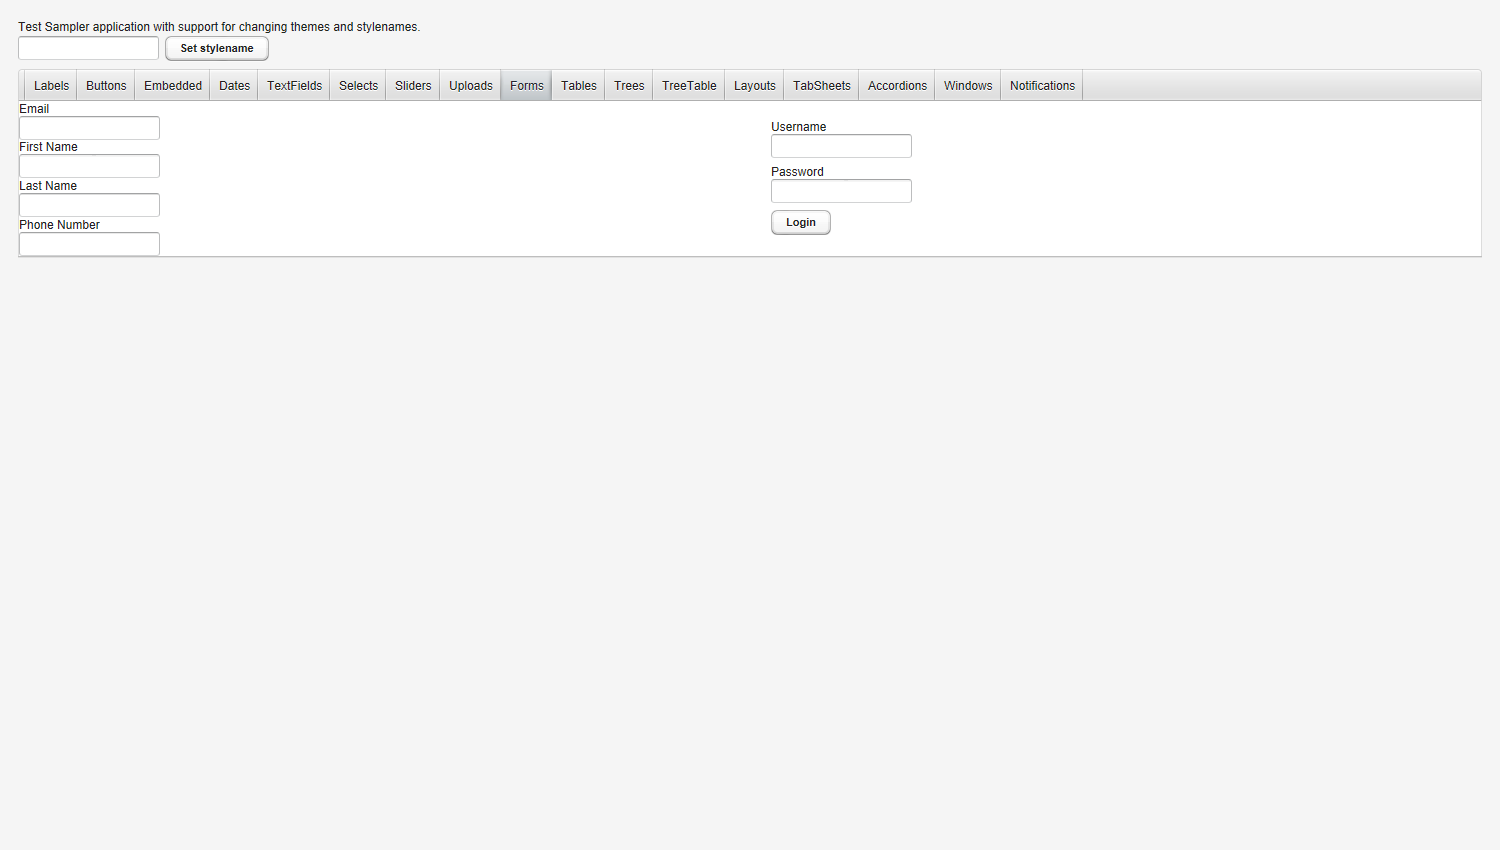 Test Sampler application with support for changing themes and stylenames.
Set stylename
Labels Buttons Embedded Dates TextFields Selects Sliders Uploads Forms Tables Trees TreeTable Layouts TabSheets Accordions Windows Notifications
Email
First Name
Last Name
Phone Number
Username
Password
Login